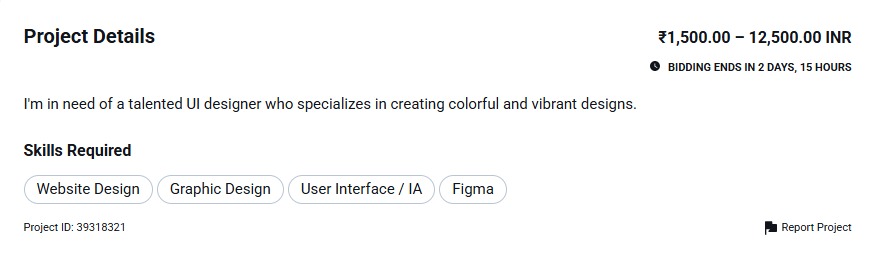 Project Details
₹1,500.00 – 12,500.00 INR
BIDDING ENDS IN 2 DAYS, 15 HOURS
I'm in need of a talented UI designer who specializes in creating colorful and vibrant designs.
Skills Required
Website Design
Graphic Design
User Interface / IA
Figma
Project ID: 39318321
Report Project